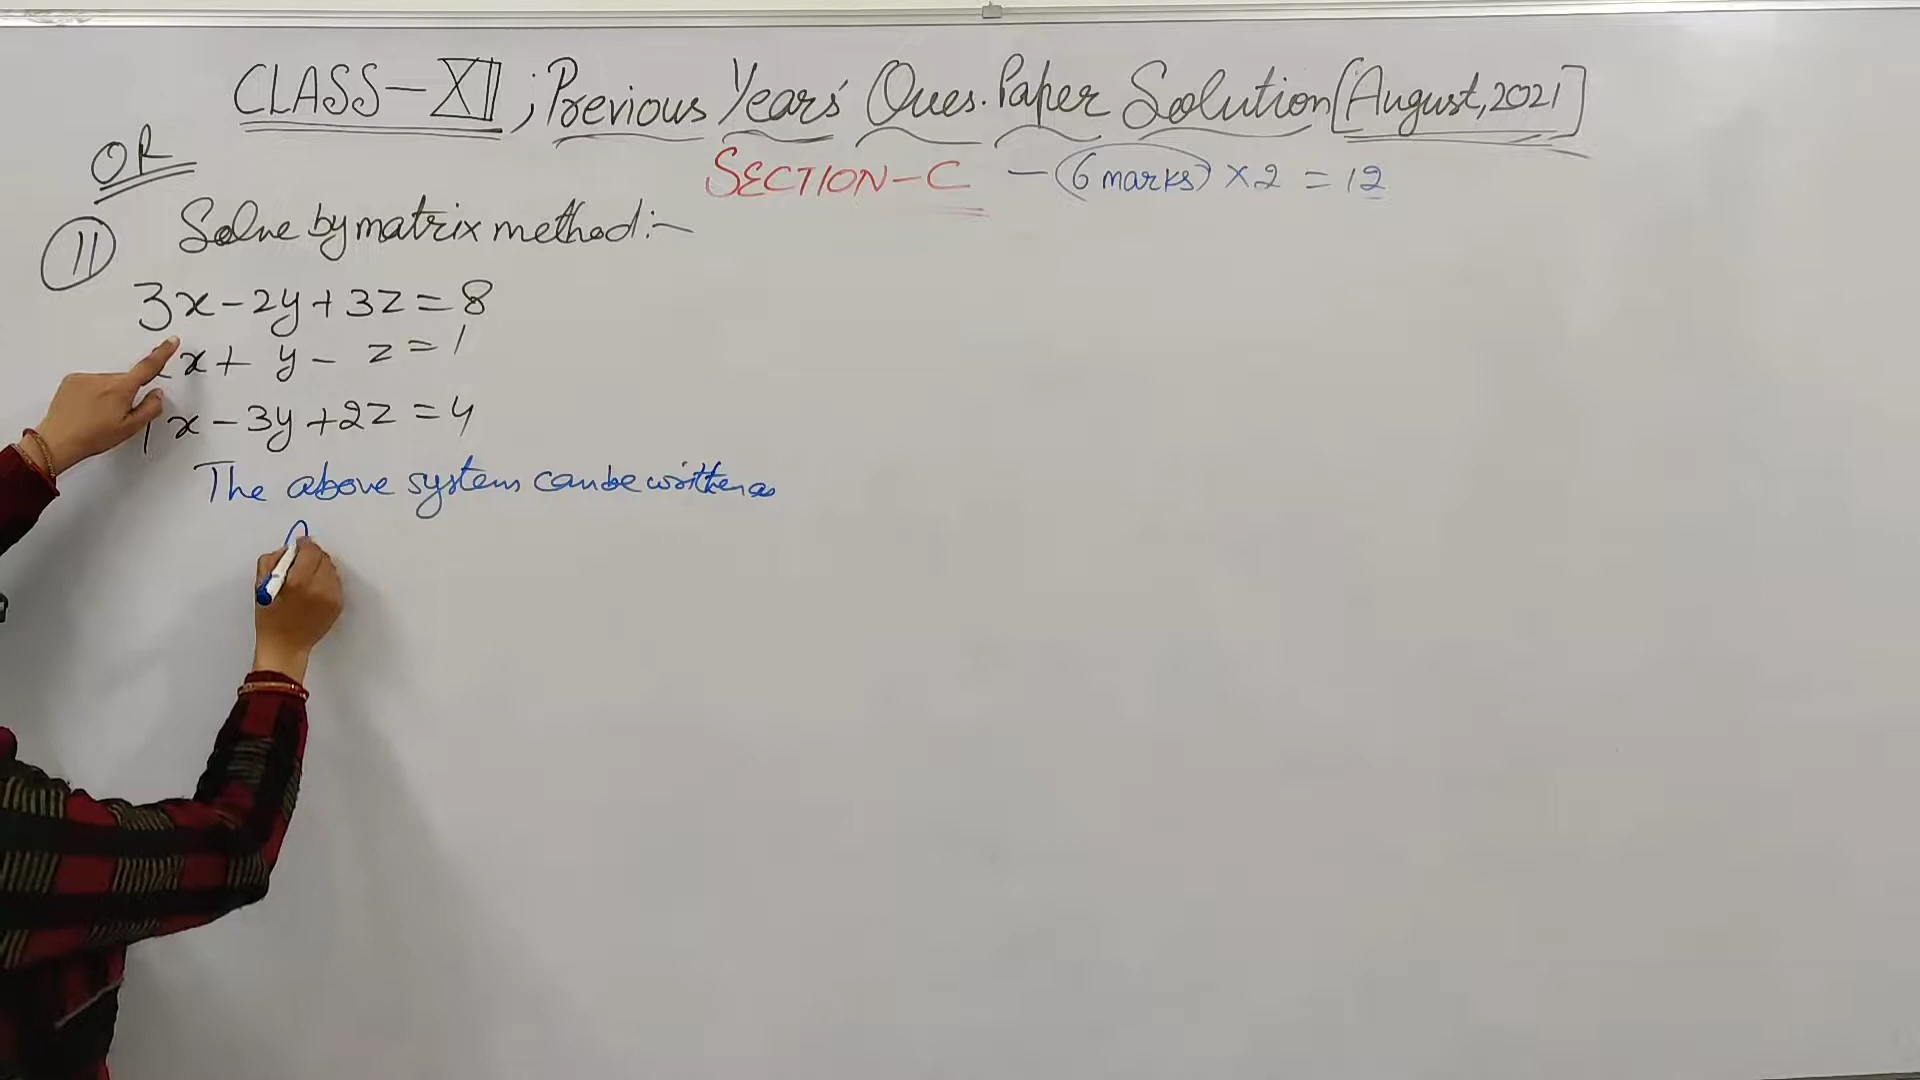 CLASS-XII; Previous Years' Ques. Paper Solution [August, 2021]
OR
SECTION-C - (6 marks) × 2 = 12
11 Solve by matrix method:-
3x - 2y + 3z = 8
x + y - z = 1
x - 3y + 2z = 4
The above system can be written as